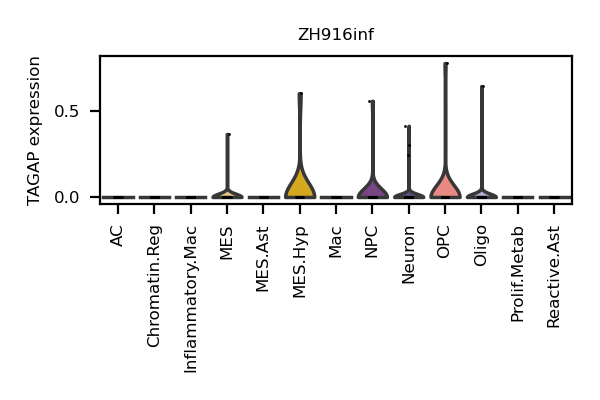 ZH916inf
TAGAP expression
0.5
0.0
AC
Chromatin.Reg
Inflammatory.Mac
MES
MES.Ast
MES.Hyp
Mac
NPC
Neuron
OPC
Oligo
Prolif.Metab
Reactive.Ast